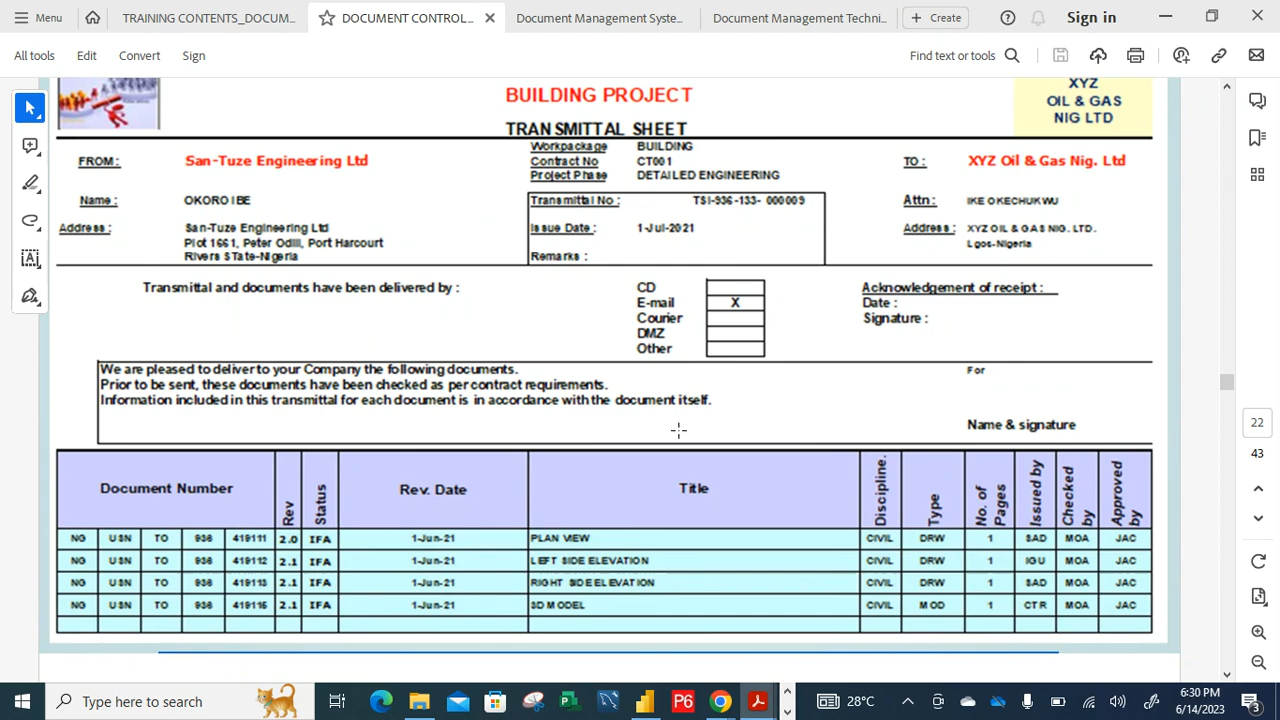 Menu
TRAINING CONTENTS_DOCUM...
DOCUMENT CONTROL...
Document Management Syste...
Document Management Techni...
Create
Sign in
All tools
Edit
Convert
Sign
Find text or tools
BUILDING PROJECT
TRANSMITTAL SHEET
XYZ
OIL & GAS
NIG LTD
Workpackage BUILDING
FROM: San-Tuze Engineering Ltd
Contract No CT001
TO: XYZ Oil & Gas Nig. Ltd
Project Phase DETAILED ENGINEERING
Name: OKORO IBE
Transmittal No: TSI-936-133- 000009
Attn: IKE OKECHUKWU
Address: San-Tuze Engineering Ltd
Plot 1661, Peter Odili, Port Harcourt
Rivers STate-Nigeria
Issue Date: 1-Jul-2021
Remarks:
Address: XYZ OIL & GAS NIG. LTD.
Lgos-Nigeria
Transmittal and documents have been delivered by:
CD
E-mail X
Courier
DMZ
Other
Acknowledgement of receipt:
Date:
Signature:
We are pleased to deliver to your Company the following documents.
Prior to be sent, these documents have been checked as per contract requirements.
Information included in this transmittal for each document is in accordance with the document itself.
For
Name & signature
Document Number Rev Status Rev. Date Title Discipline. Type No. of Pages Issued by Checked by Approved by
NG USN TO 936 419111 2.0 IFA 1-Jun-21 PLAN VIEW CIVIL DRW 1 SAD MOA JAC
NG USN TO 936 419112 2.1 IFA 1-Jun-21 LEFT SIDE ELEVATION CIVIL DRW 1 IGU MOA JAC
NG USN TO 936 419113 2.1 IFA 1-Jun-21 RIGHT SIDE ELEVATION CIVIL DRW 1 SAD MOA JAC
NG USN TO 936 419115 2.1 IFA 1-Jun-21 3D MODEL CIVIL MOD 1 CTR MOA JAC
22
43
Type here to search
P6
28°C
6:30 PM
6/14/2023
3